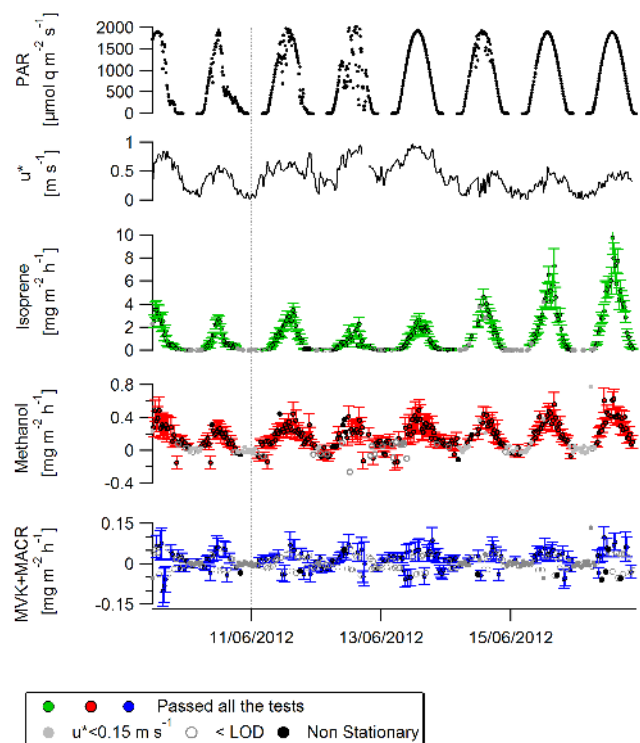 PAR
[µmol q m⁻² s⁻¹]
2000
1500
1000
500
0
u*
[m s⁻¹]
1
0.5
0
Isoprene
[mg m⁻² h⁻¹]
10
8
6
4
2
0
Methanol
[mg m⁻² h⁻¹]
0.8
0.4
0
-0.4
MVK+MACR
[mg m⁻² h⁻¹]
0.15
0
-0.15
11/06/2012 13/06/2012 15/06/2012
Passed all the tests
u*<0.15 m s⁻¹ < LOD Non Stationary